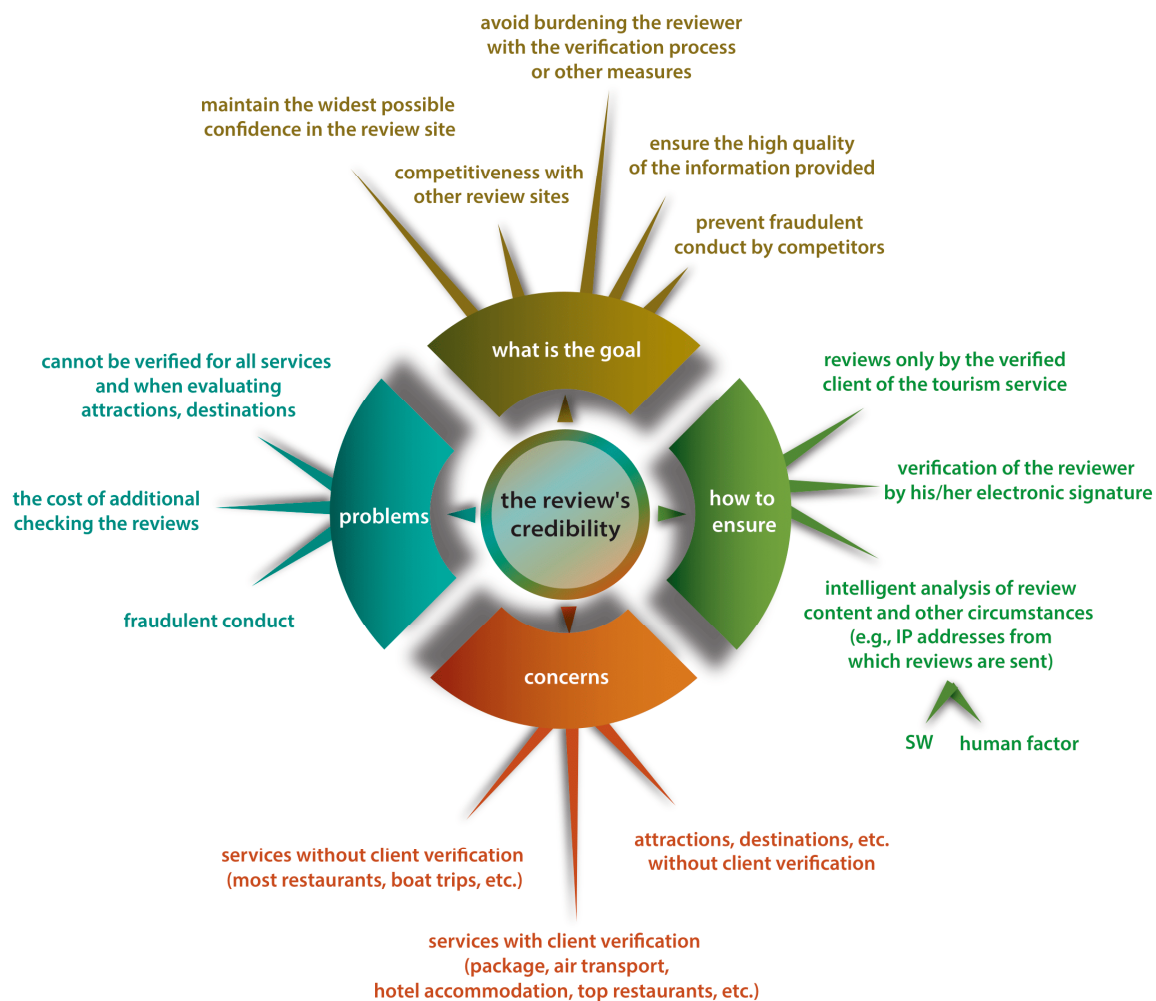 avoid burdening the reviewer
with the verification process
or other measures
maintain the widest possible
confidence in the review site
ensure the high quality
of the information provided
competitiveness with
other review sites
prevent fraudulent
conduct by competitors
what is the goal
cannot be verified for all services
and when evaluating
attractions, destinations
the cost of additional
checking the reviews
fraudulent conduct
problems
the review's
credibility
how to
ensure
reviews only by the verified
client of the tourism service
verification of the reviewer
by his/her electronic signature
intelligent analysis of review
content and other circumstances
(e.g., IP addresses from
which reviews are sent)
SW
human factor
concerns
services without client verification
(most restaurants, boat trips, etc.)
attractions, destinations, etc.
without client verification
services with client verification
(package, air transport,
hotel accommodation, top restaurants, etc.)